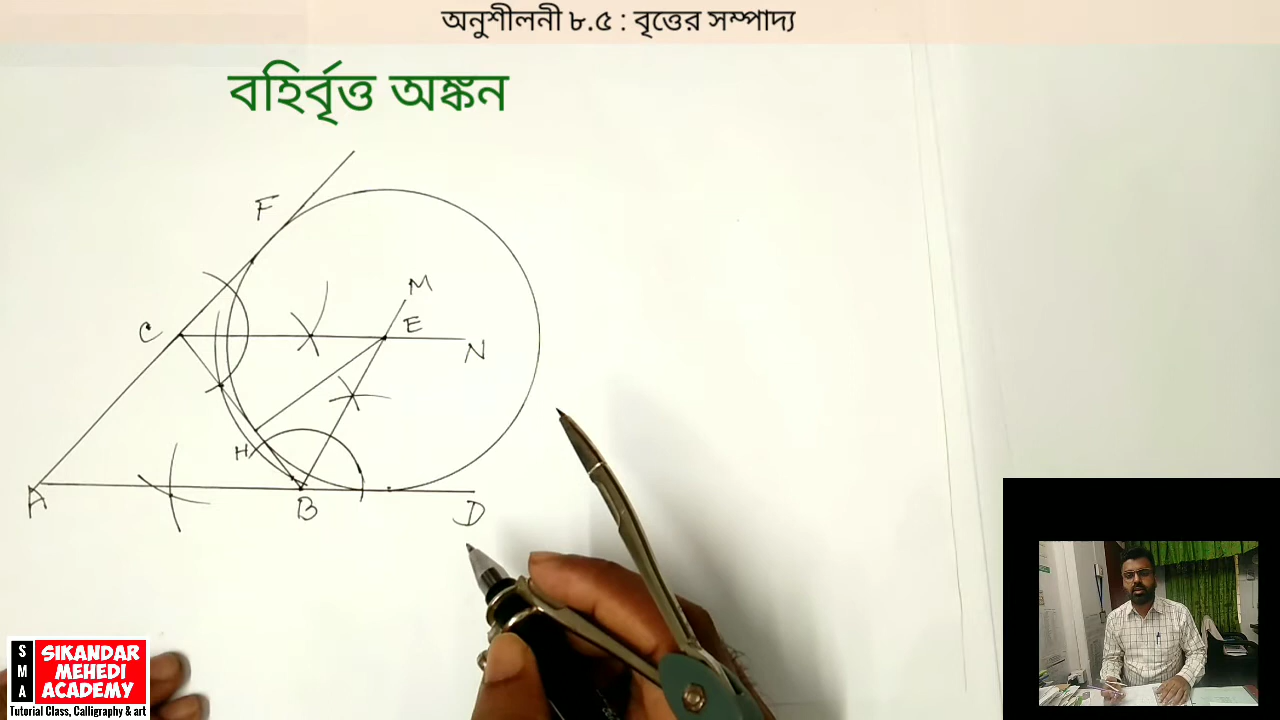 অনুশীলনী ৮.৫ : বৃত্তের সম্পাদ্য
বহির্বৃত্ত অঙ্কন
F
M
E
C
N
H
A
B
D
S M A
SIKANDAR
MEHEDI
ACADEMY
Tutorial Class, Calligraphy & art